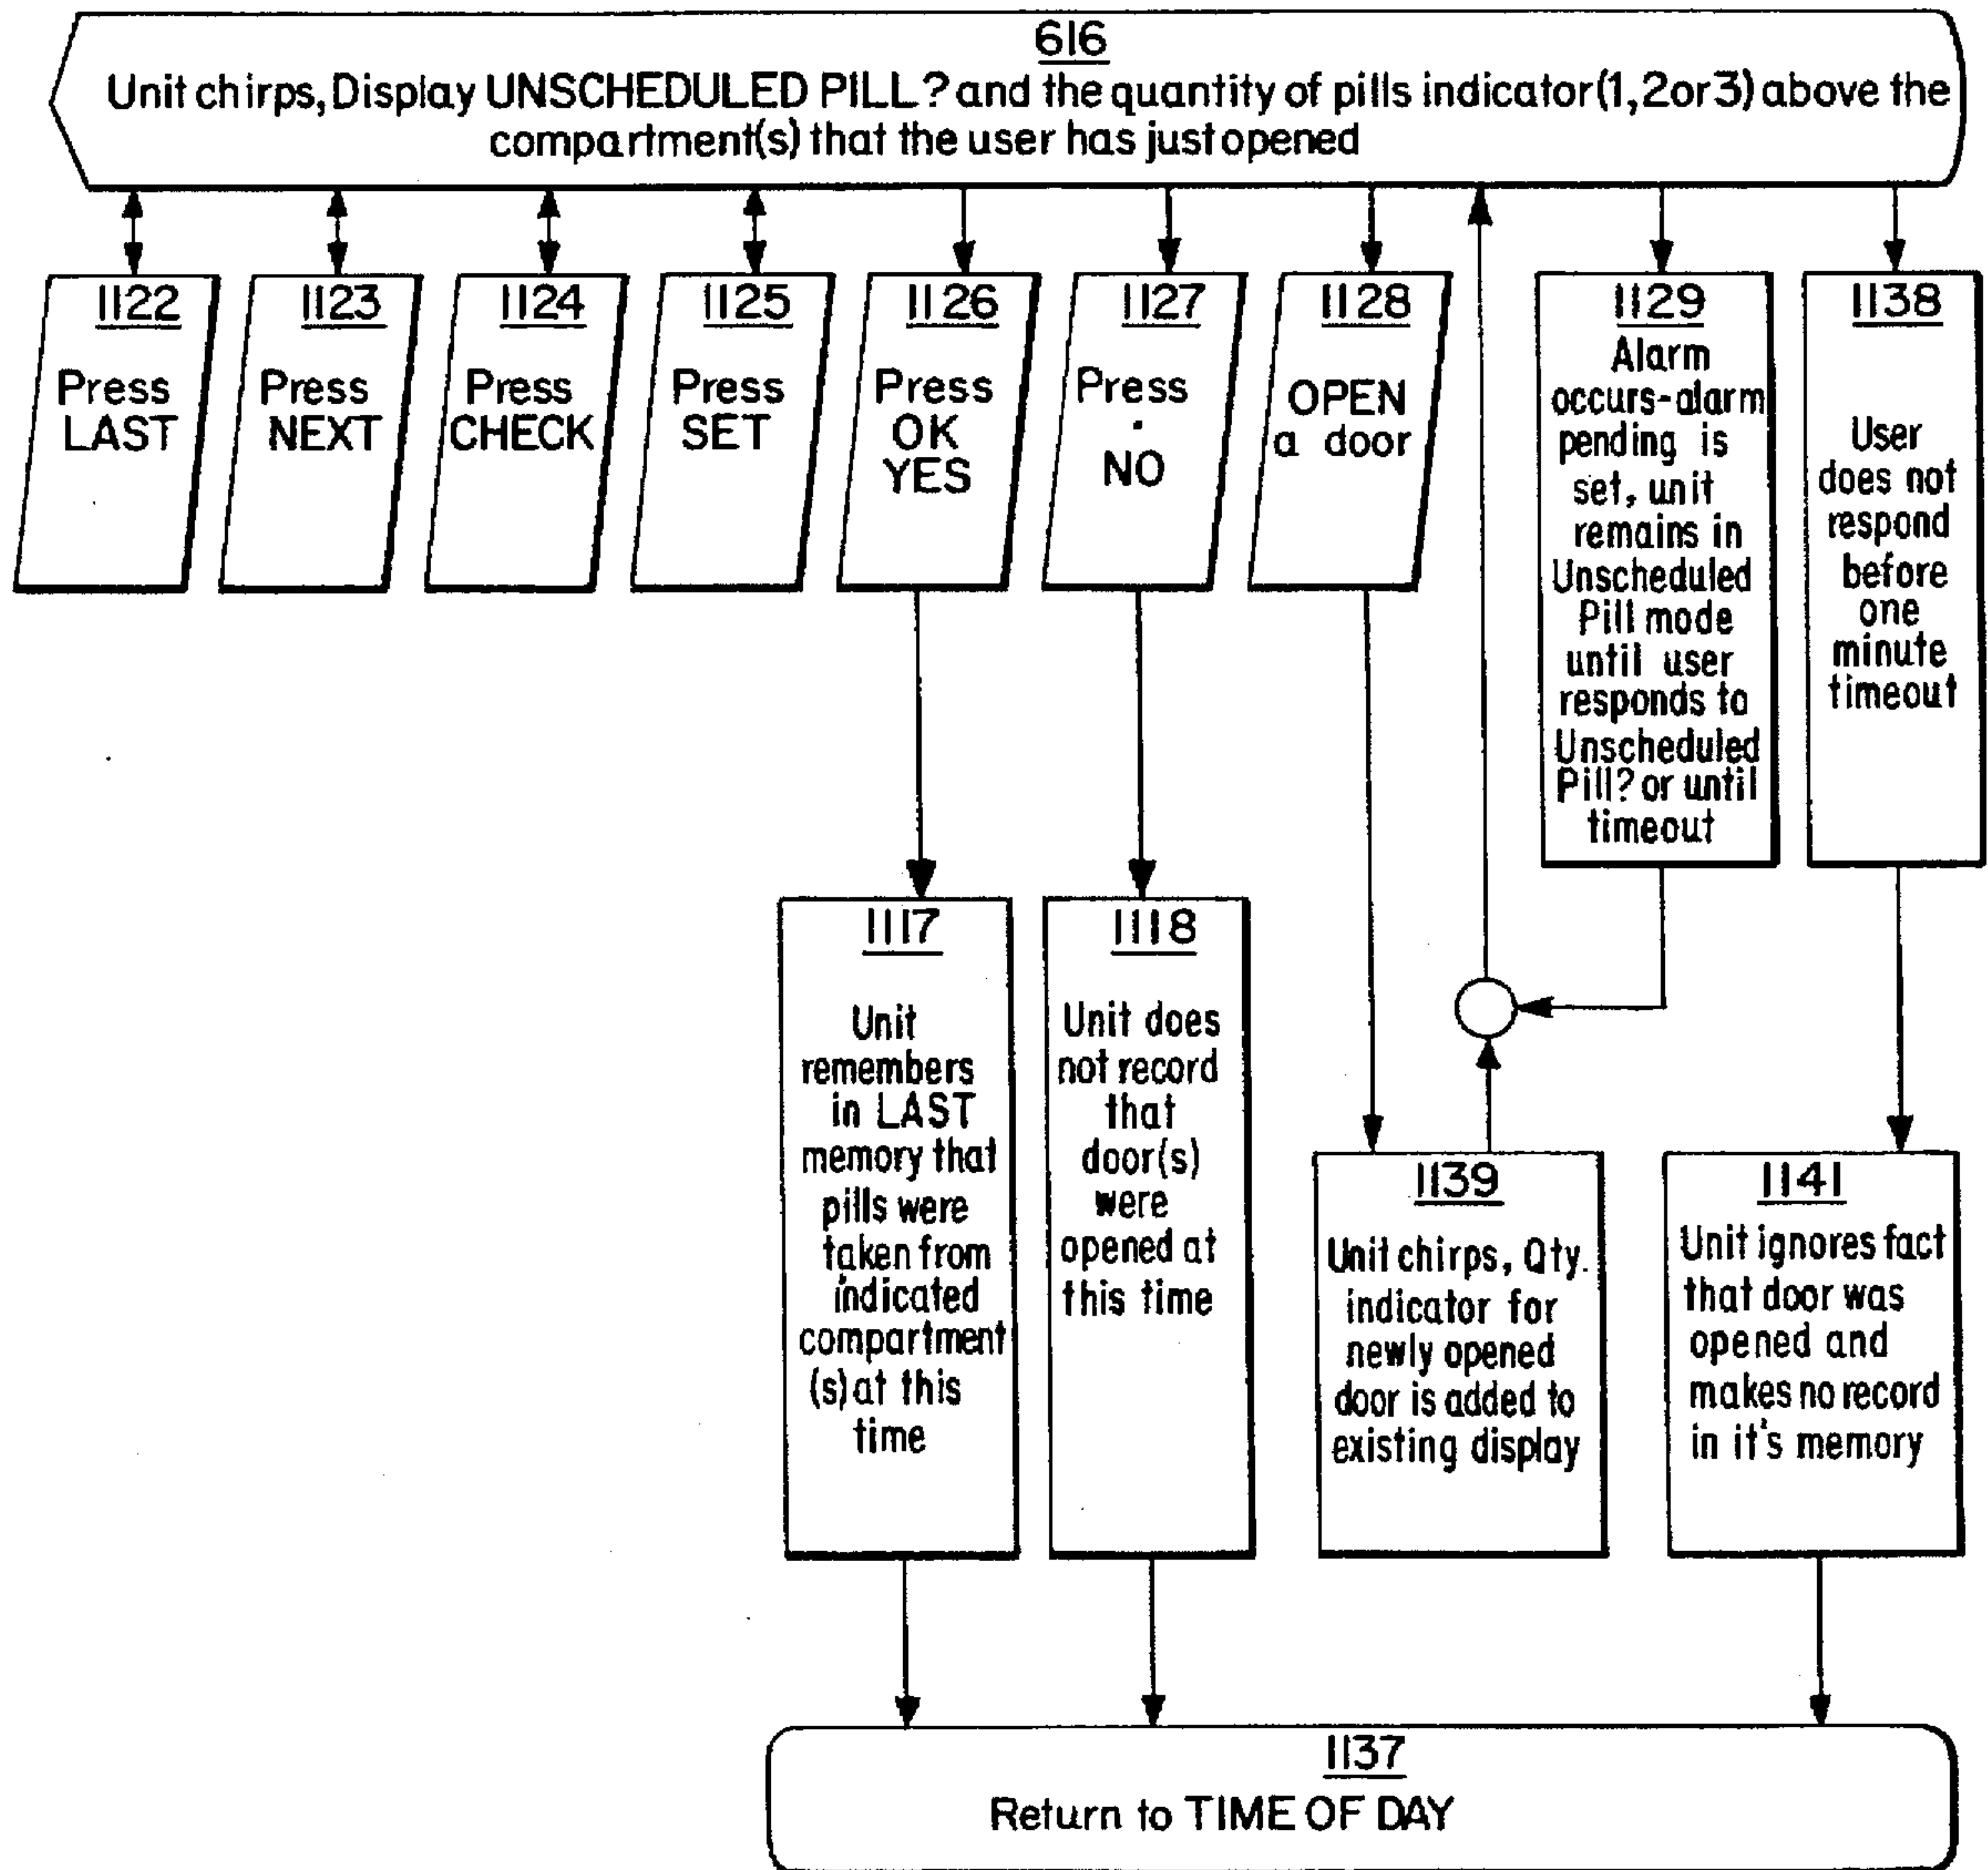 616
Unit chirps, Display UNSCHEDULED PILL? and the quantity of pills indicator (1, 2 or 3) above the
compartment(s) that the user has just opened
1122
Press
LAST
1123
Press
NEXT
1124
Press
CHECK
1125
Press
SET
1126
Press
OK
YES
1127
Press
.
NO
1128
OPEN
a door
1129
Alarm
occurs-alarm
pending is
set, unit
remains in
Unscheduled
Pill mode
until user
responds to
Unscheduled
Pill? or until
timeout
1138
User
does not
respond
before
one
minute
timeout
1117
Unit
remembers
in LAST
memory that
pills were
taken from
indicated
compartment
(s) at this
time
1118
Unit does
not record
that
door(s)
were
opened at
this time
1139
Unit chirps, Qty.
indicator for
newly opened
door is added to
existing display
1141
Unit ignores fact
that door was
opened and
makes no record
in it's memory
1137
Return to TIME OF DAY